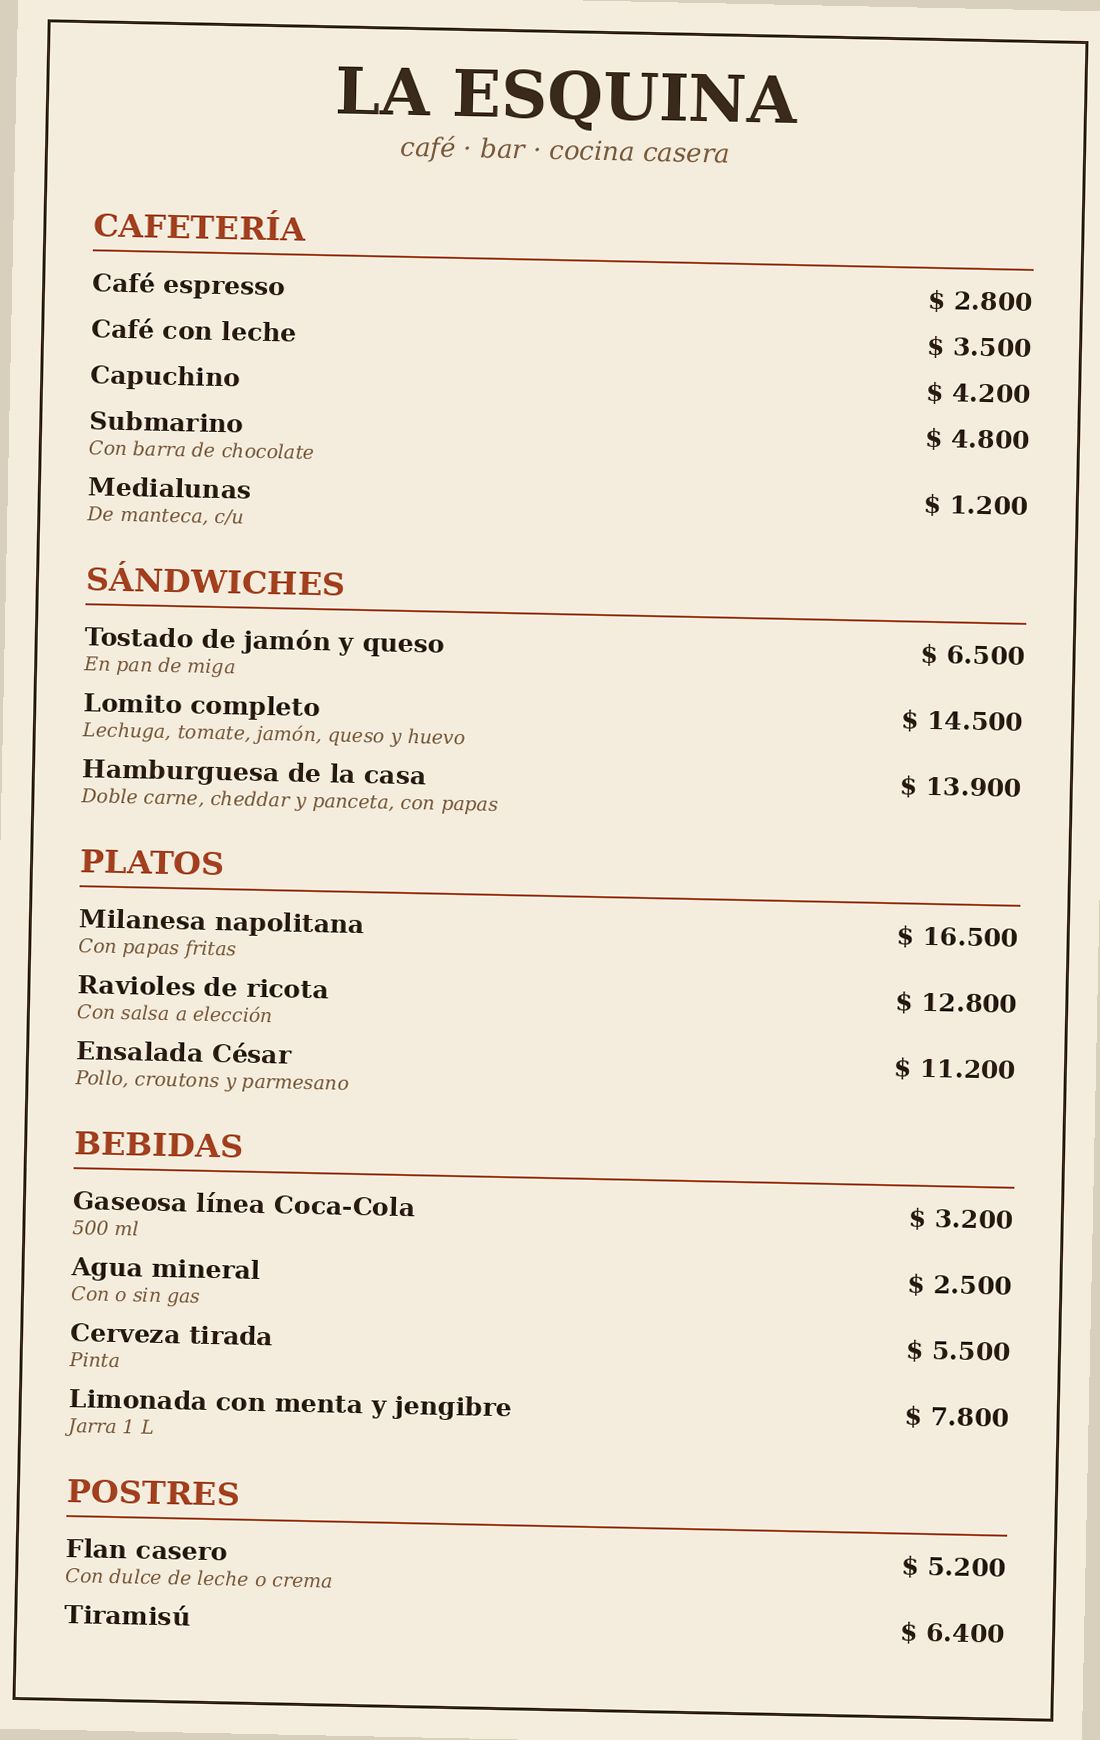 LA ESQUINA
café · bar · cocina casera
CAFETERÍA
Café espresso $ 2.800
Café con leche $ 3.500
Capuchino $ 4.200
Submarino $ 4.800
Con barra de chocolate
Medialunas $ 1.200
De manteca, c/u
SÁNDWICHES
Tostado de jamón y queso $ 6.500
En pan de miga
Lomito completo $ 14.500
Lechuga, tomate, jamón, queso y huevo
Hamburguesa de la casa $ 13.900
Doble carne, cheddar y panceta, con papas
PLATOS
Milanesa napolitana $ 16.500
Con papas fritas
Ravioles de ricota $ 12.800
Con salsa a elección
Ensalada César $ 11.200
Pollo, croutons y parmesano
BEBIDAS
Gaseosa línea Coca-Cola $ 3.200
500 ml
Agua mineral $ 2.500
Con o sin gas
Cerveza tirada $ 5.500
Pinta
Limonada con menta y jengibre $ 7.800
Jarra 1 L
POSTRES
Flan casero $ 5.200
Con dulce de leche o crema
Tiramisú $ 6.400